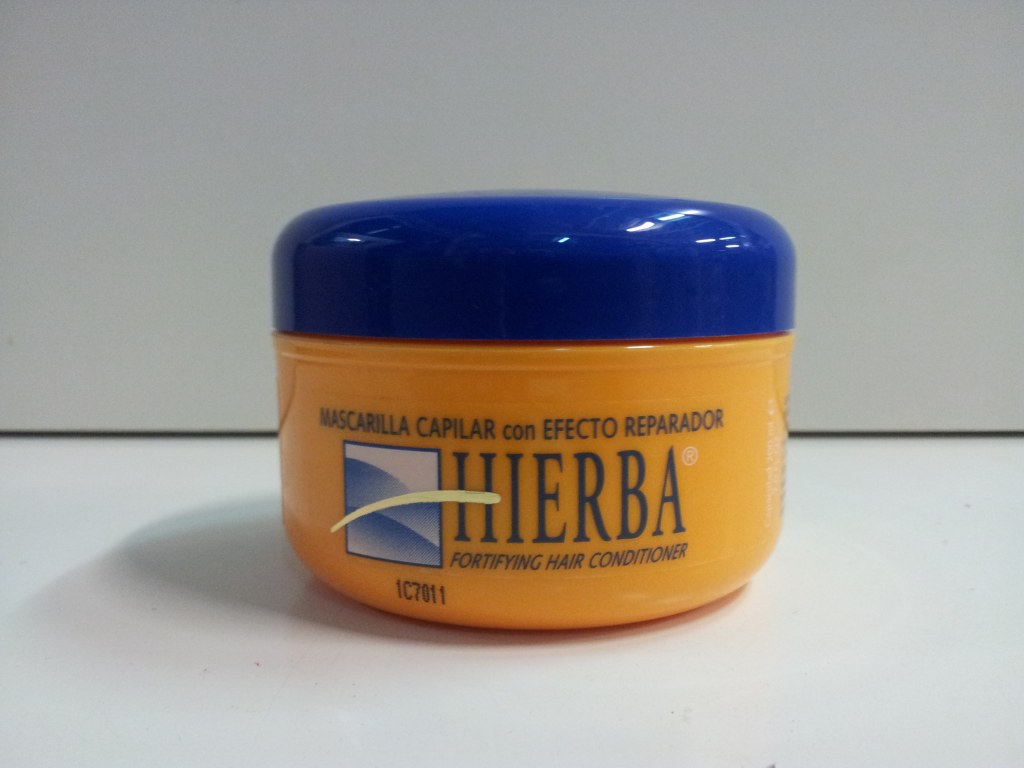 MASCARILLA CAPILAR con EFECTO REPARADOR
HIERBA®
FORTIFYING HAIR CONDITIONER
1C7011